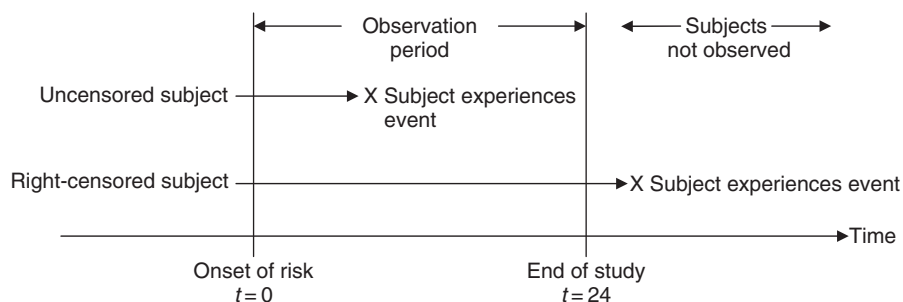 Observation
period
Subjects
not observed
Uncensored subject
X Subject experiences
event
Right-censored subject
X Subject experiences event
Time
Onset of risk
t = 0
End of study
t = 24